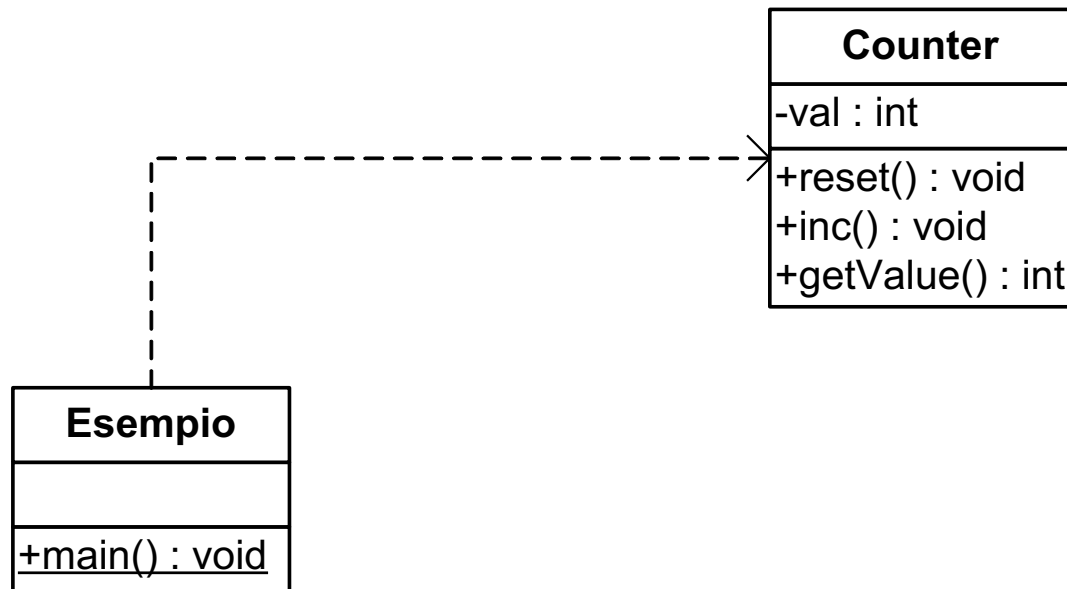 Counter
-val : int
+reset() : void
+inc() : void
+getValue() : int
Esempio
+main() : void